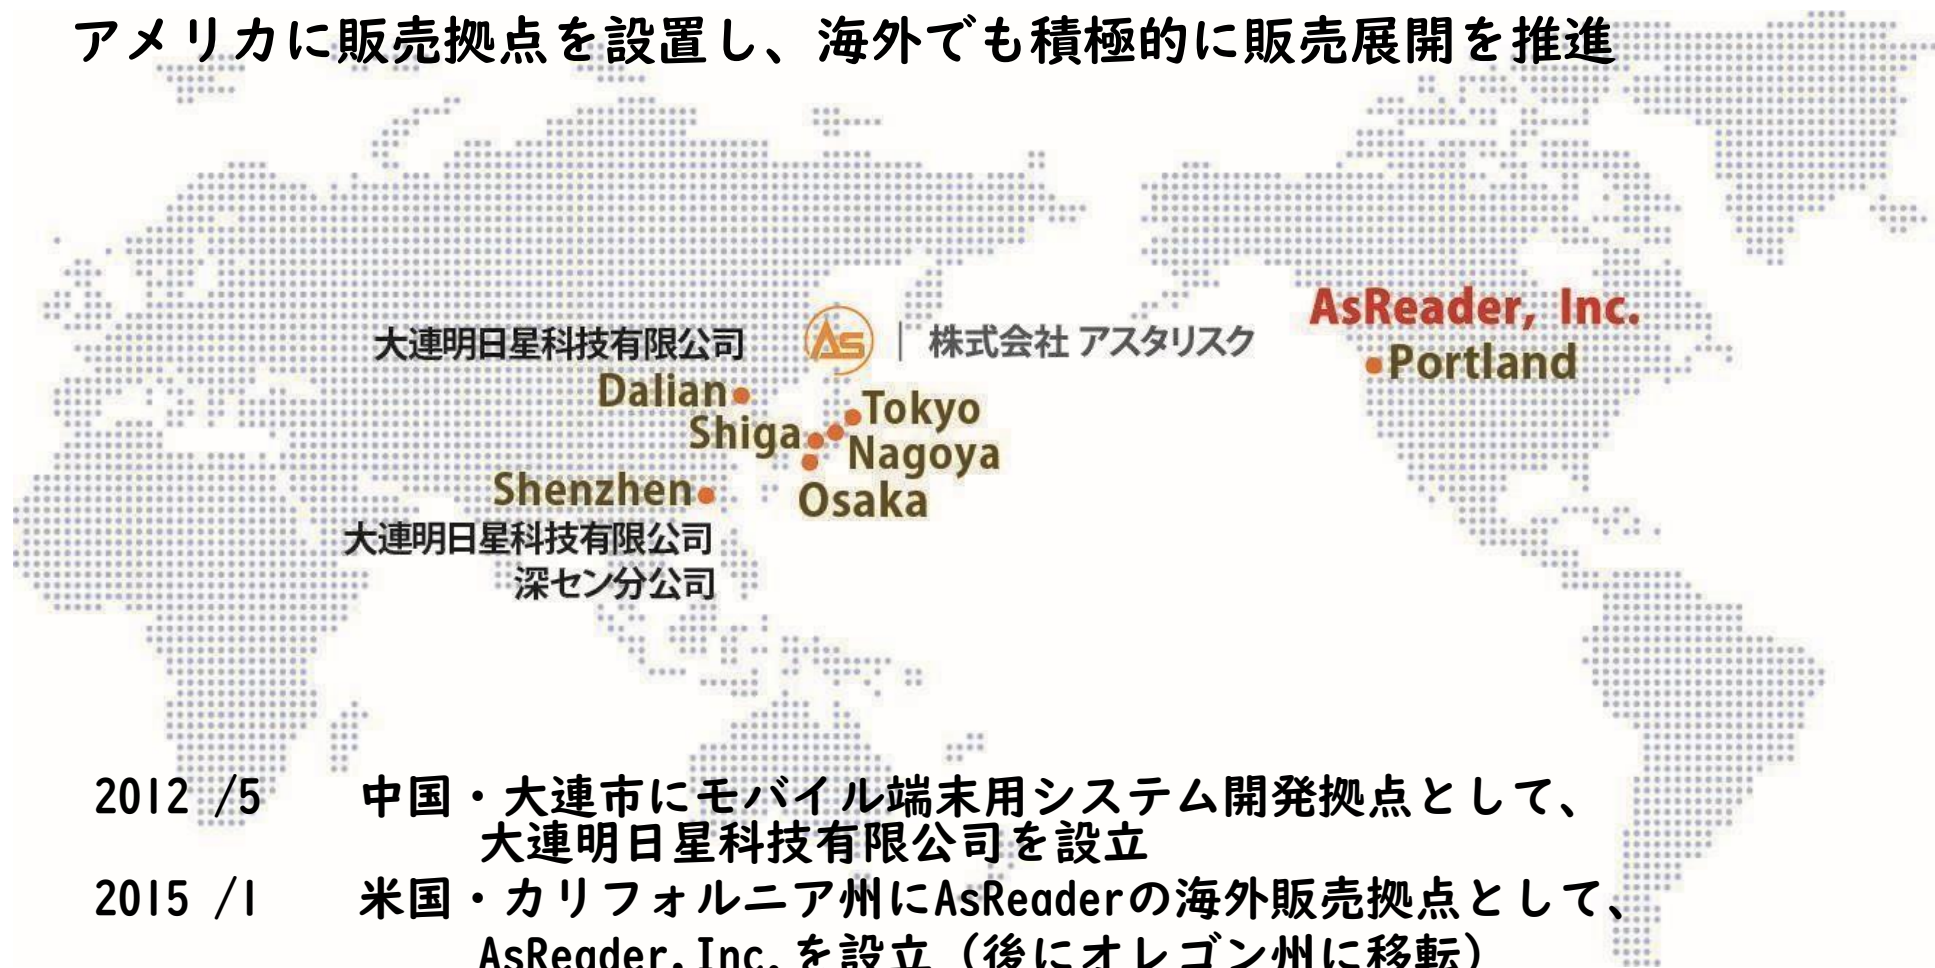 アメリカに販売拠点を設置し、海外でも積極的に販売展開を推進
AsReader, Inc.
Portland
大連明日星科技有限公司
As | 株式会社 アスタリスク
Dalian
Tokyo
Shiga
Nagoya
Shenzhen
Osaka
大連明日星科技有限公司
深セン分公司
2012 /5 中国・大連市にモバイル端末用システム開発拠点として、
大連明日星科技有限公司を設立
2015 /1 米国・カリフォルニア州にAsReaderの海外販売拠点として、
AsReader,Inc.を設立（後にオレゴン州に移転）